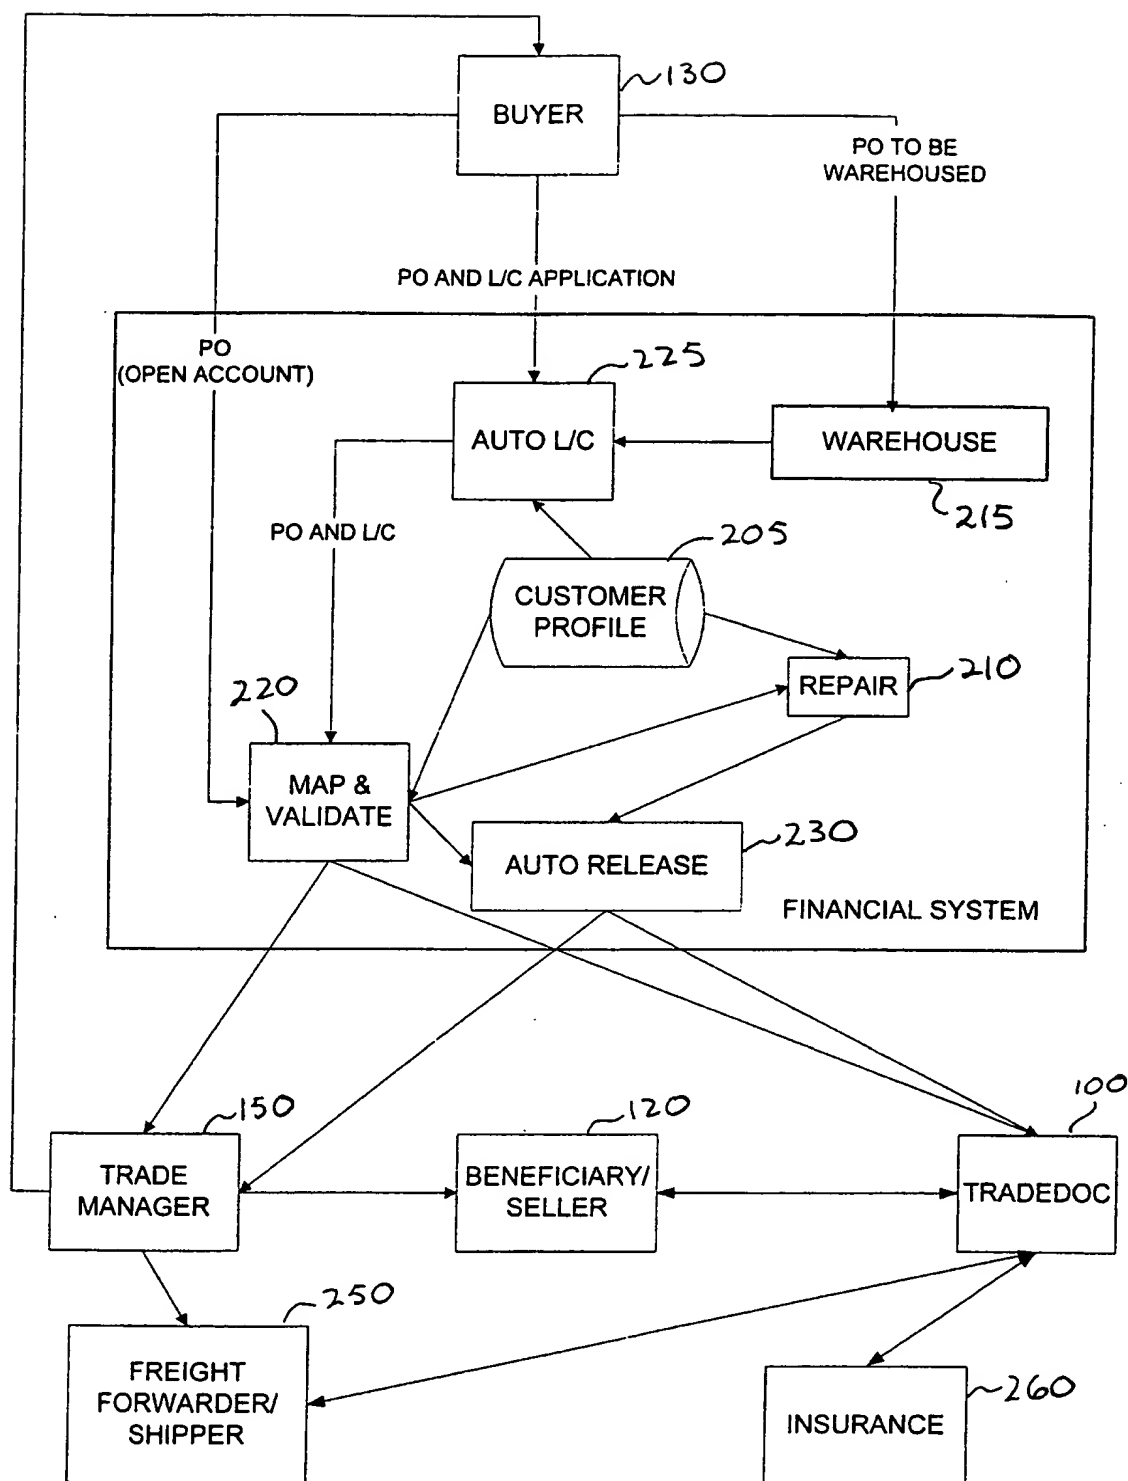 130
BUYER
PO TO BE
WAREHOUSED
PO AND L/C APPLICATION
PO
(OPEN ACCOUNT)
225
AUTO L/C
WAREHOUSE
215
PO AND L/C
205
CUSTOMER
PROFILE
REPAIR
210
220
MAP &
VALIDATE
230
AUTO RELEASE
FINANCIAL SYSTEM
150
120
100
TRADE
MANAGER
BENEFICIARY/
SELLER
TRADEDOC
250
FREIGHT
FORWARDER/
SHIPPER
260
INSURANCE